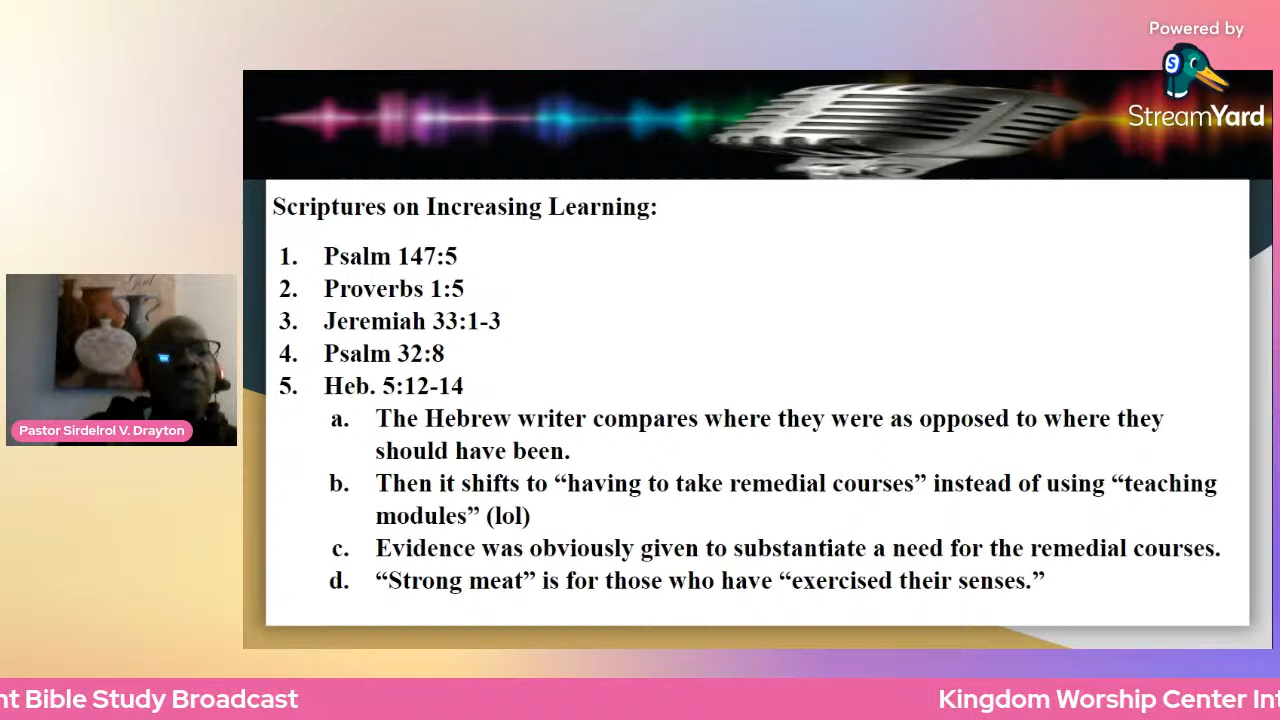 Powered by
StreamYard
Scriptures on Increasing Learning:
1. Psalm 147:5
2. Proverbs 1:5
3. Jeremiah 33:1-3
4. Psalm 32:8
5. Heb. 5:12-14
a. The Hebrew writer compares where they were as opposed to where they
should have been.
b. Then it shifts to “having to take remedial courses” instead of using “teaching
modules” (lol)
c. Evidence was obviously given to substantiate a need for the remedial courses.
d. “Strong meat” is for those who have “exercised their senses.”
Pastor Sirdelrol V. Drayton
nt Bible Study Broadcast
Kingdom Worship Center Int